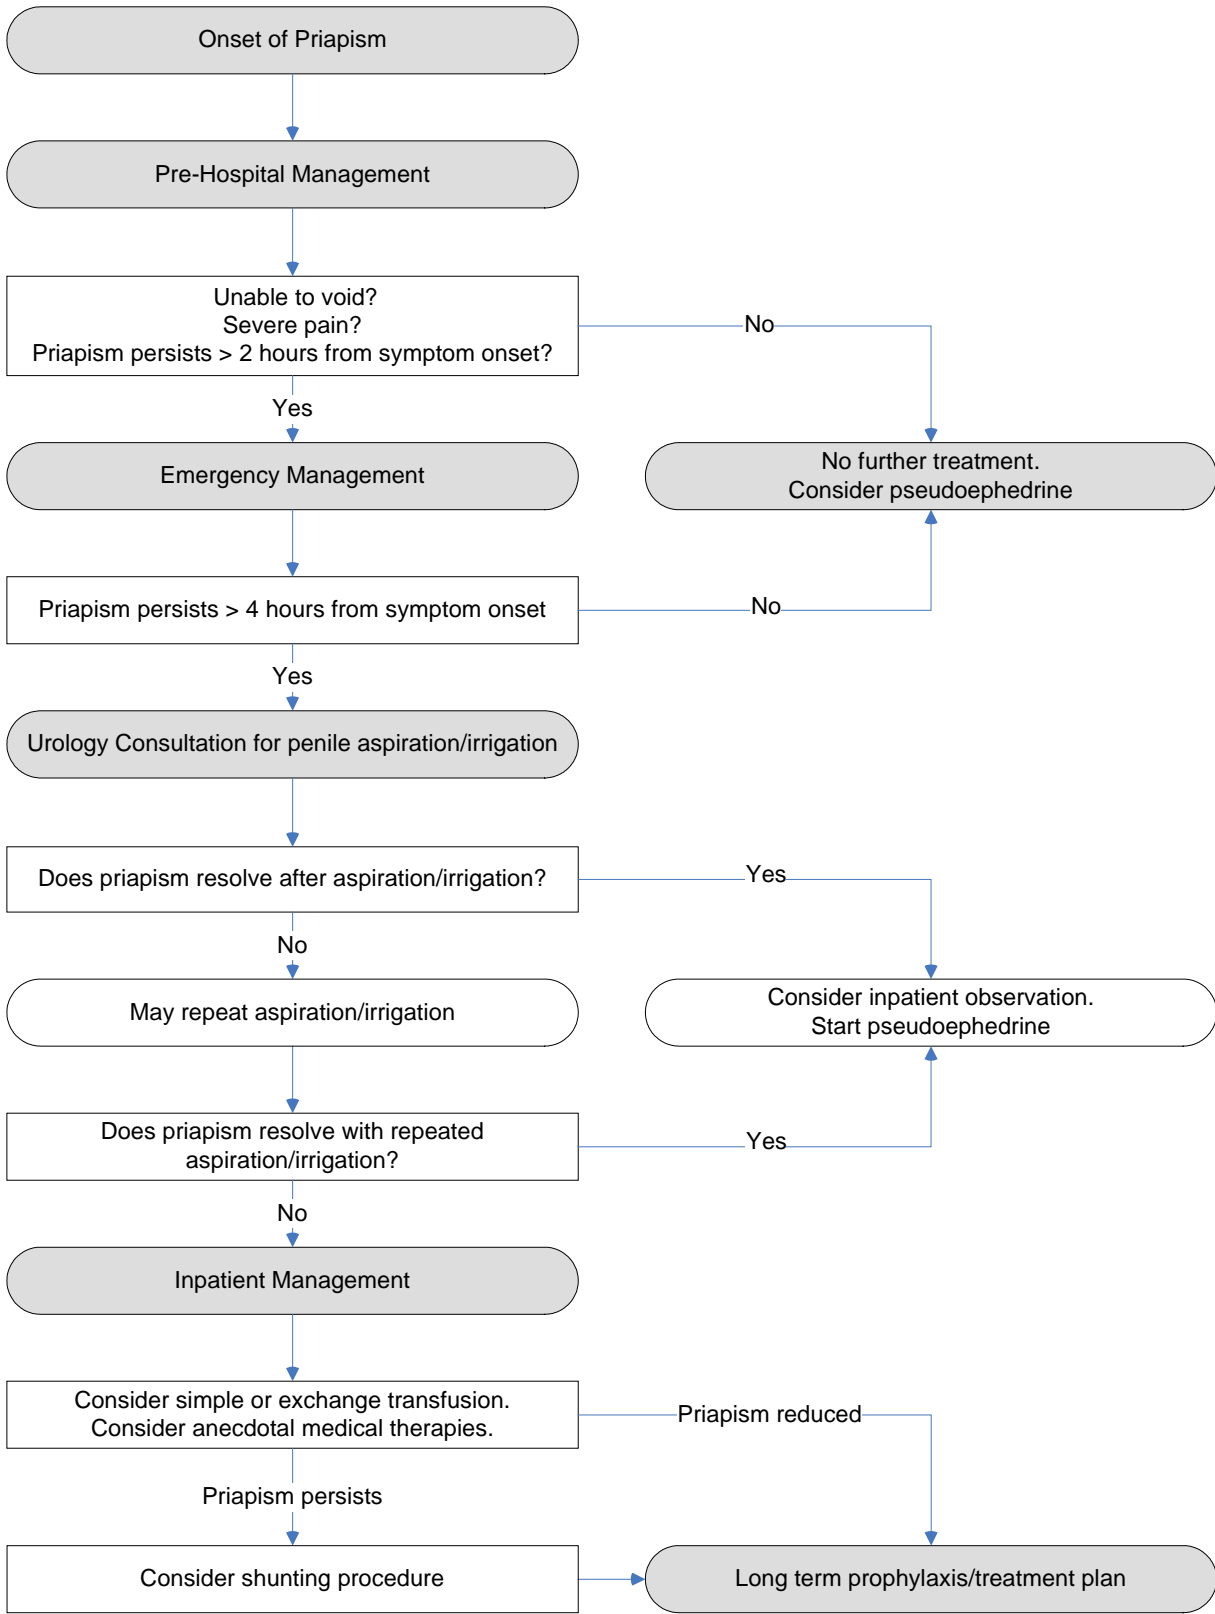 Onset of Priapism
Pre-Hospital Management
Unable to void?
Severe pain?
Priapism persists > 2 hours from symptom onset?
No
Yes
Emergency Management
No further treatment.
Consider pseudoephedrine
Priapism persists > 4 hours from symptom onset
No
Yes
Urology Consultation for penile aspiration/irrigation
Does priapism resolve after aspiration/irrigation?
Yes
No
May repeat aspiration/irrigation
Consider inpatient observation.
Start pseudoephedrine
Does priapism resolve with repeated
aspiration/irrigation?
Yes
No
Inpatient Management
Consider simple or exchange transfusion.
Consider anecdotal medical therapies.
Priapism reduced
Priapism persists
Consider shunting procedure
Long term prophylaxis/treatment plan